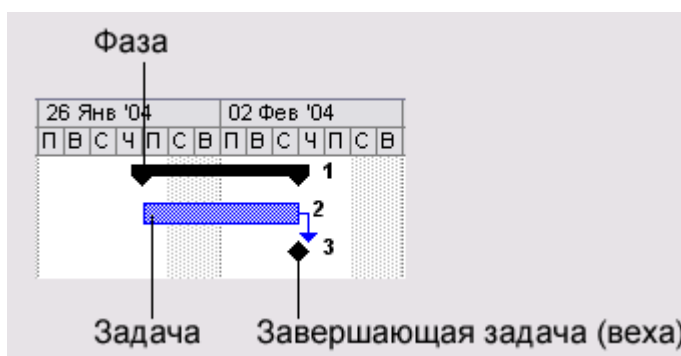 Фаза
26 Янв '04 02 Фев '04
П В С Ч П С В П В С Ч П С В
1
2
3
Задача Завершающая задача (веха)